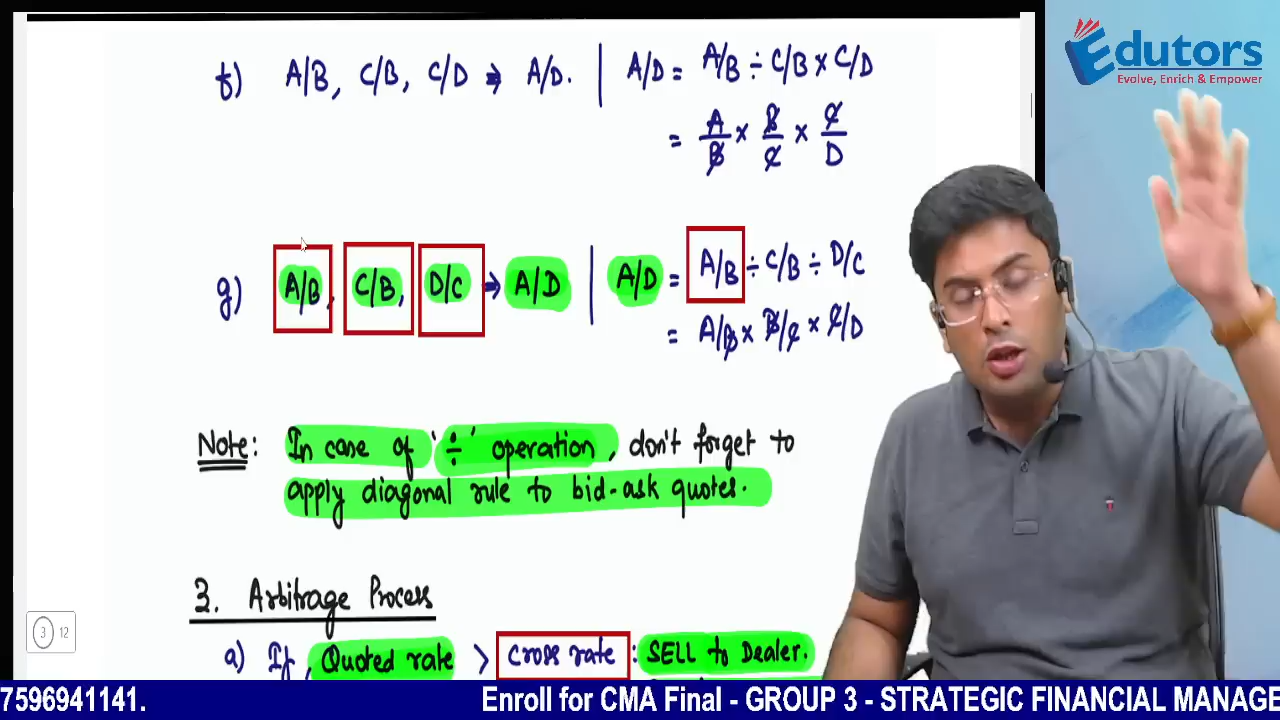 Edutors
Evolve, Enrich & Empower
f) A/B, C/B, C/D → A/D. | A/D = A/B ÷ C/B × C/D
= A/B × B/C × C/D
g) A/B, C/B, D/C → A/D | A/D = A/B ÷ C/B ÷ D/C
= A/B × B/C × C/D
Note: In case of '÷' operation, don't forget to
apply diagonal rule to bid-ask quotes.
3. Arbitrage Process
3 12
a) If, Quoted rate > Cross rate : SELL to Dealer.
7596941141. Enroll for CMA Final - GROUP 3 - STRATEGIC FINANCIAL MANAGE